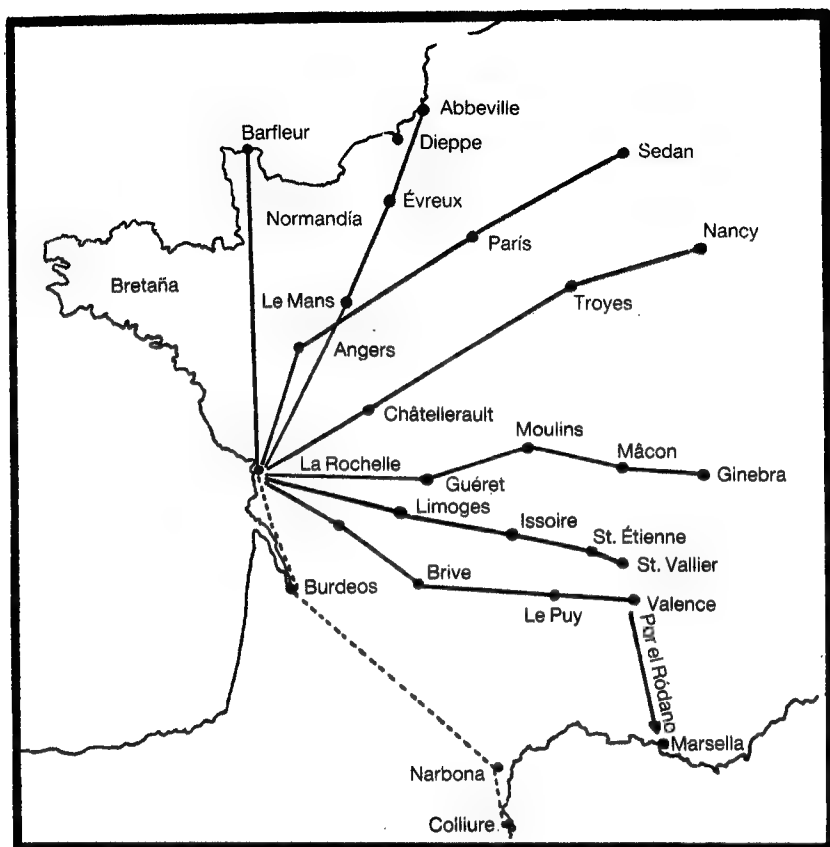 Abbeville
Barfleur
Dieppe
Sedan
Évreux
Normandía
Nancy
París
Bretaña
Le Mans
Troyes
Angers
Châtellerault
Moulins
Mâcon
La Rochelle
Ginebra
Guéret
Limoges
Issoire
St. Étienne
St. Vallier
Brive
Burdeos
Le Puy
Valence
Por el Ródano
Marsella
Narbona
Colliure